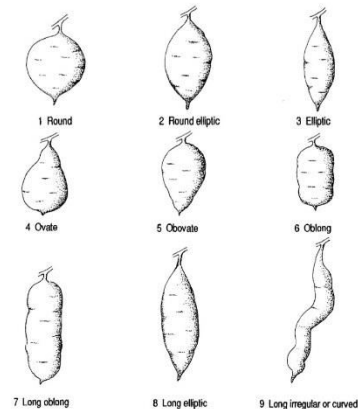 1 Round
2 Round elliptic
3 Elliptic
4 Ovate
5 Obovate
6 Oblong
7 Long oblong
8 Long elliptic
9 Long irregular or curved